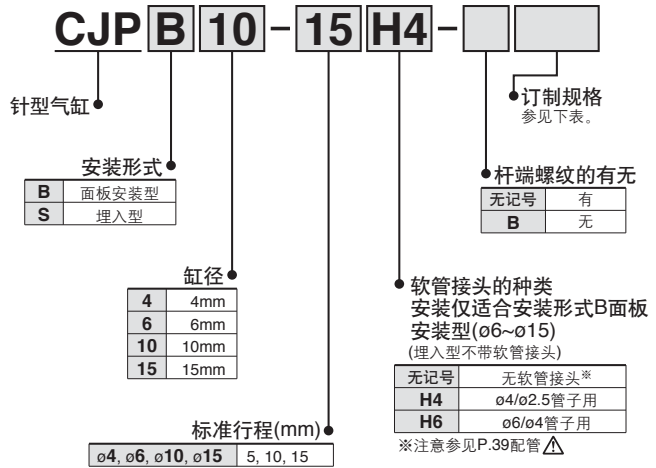 CJP B 10 - 15 H4 -
针型气缸
订制规格
参见下表。
安装形式
B 面板安装型
S 埋入型
杆端螺纹的有无
无记号 有
B 无
缸径
4 4mm
6 6mm
10 10mm
15 15mm
软管接头的种类
安装仅适合安装形式B面板
安装型(ø6~ø15)
(埋入型不带软管接头)
无记号 无软管接头※
H4 ø4/ø2.5管子用
H6 ø6/ø4管子用
※注意参见P.39配管⚠
标准行程(mm)
ø4, ø6, ø10, ø15 5, 10, 15